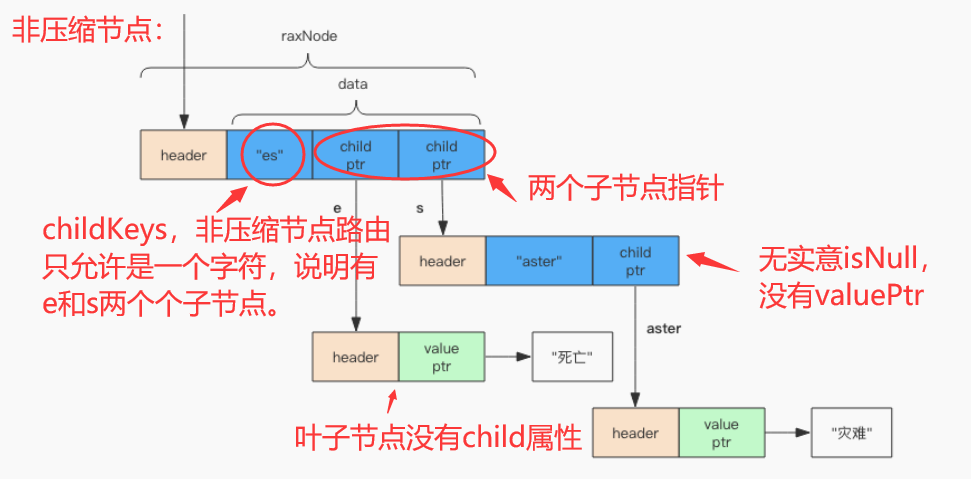 非压缩节点：
raxNode
data
header
"es"
child
ptr
child
ptr
两个子节点指针
e
s
childKeys，非压缩节点路由
只允许是一个字符，说明有
e和s两个个子节点。
header
"aster"
child
ptr
无实意isNull，
没有valuePtr
aster
header
value
ptr
"死亡"
叶子节点没有child属性
header
value
ptr
"灾难"